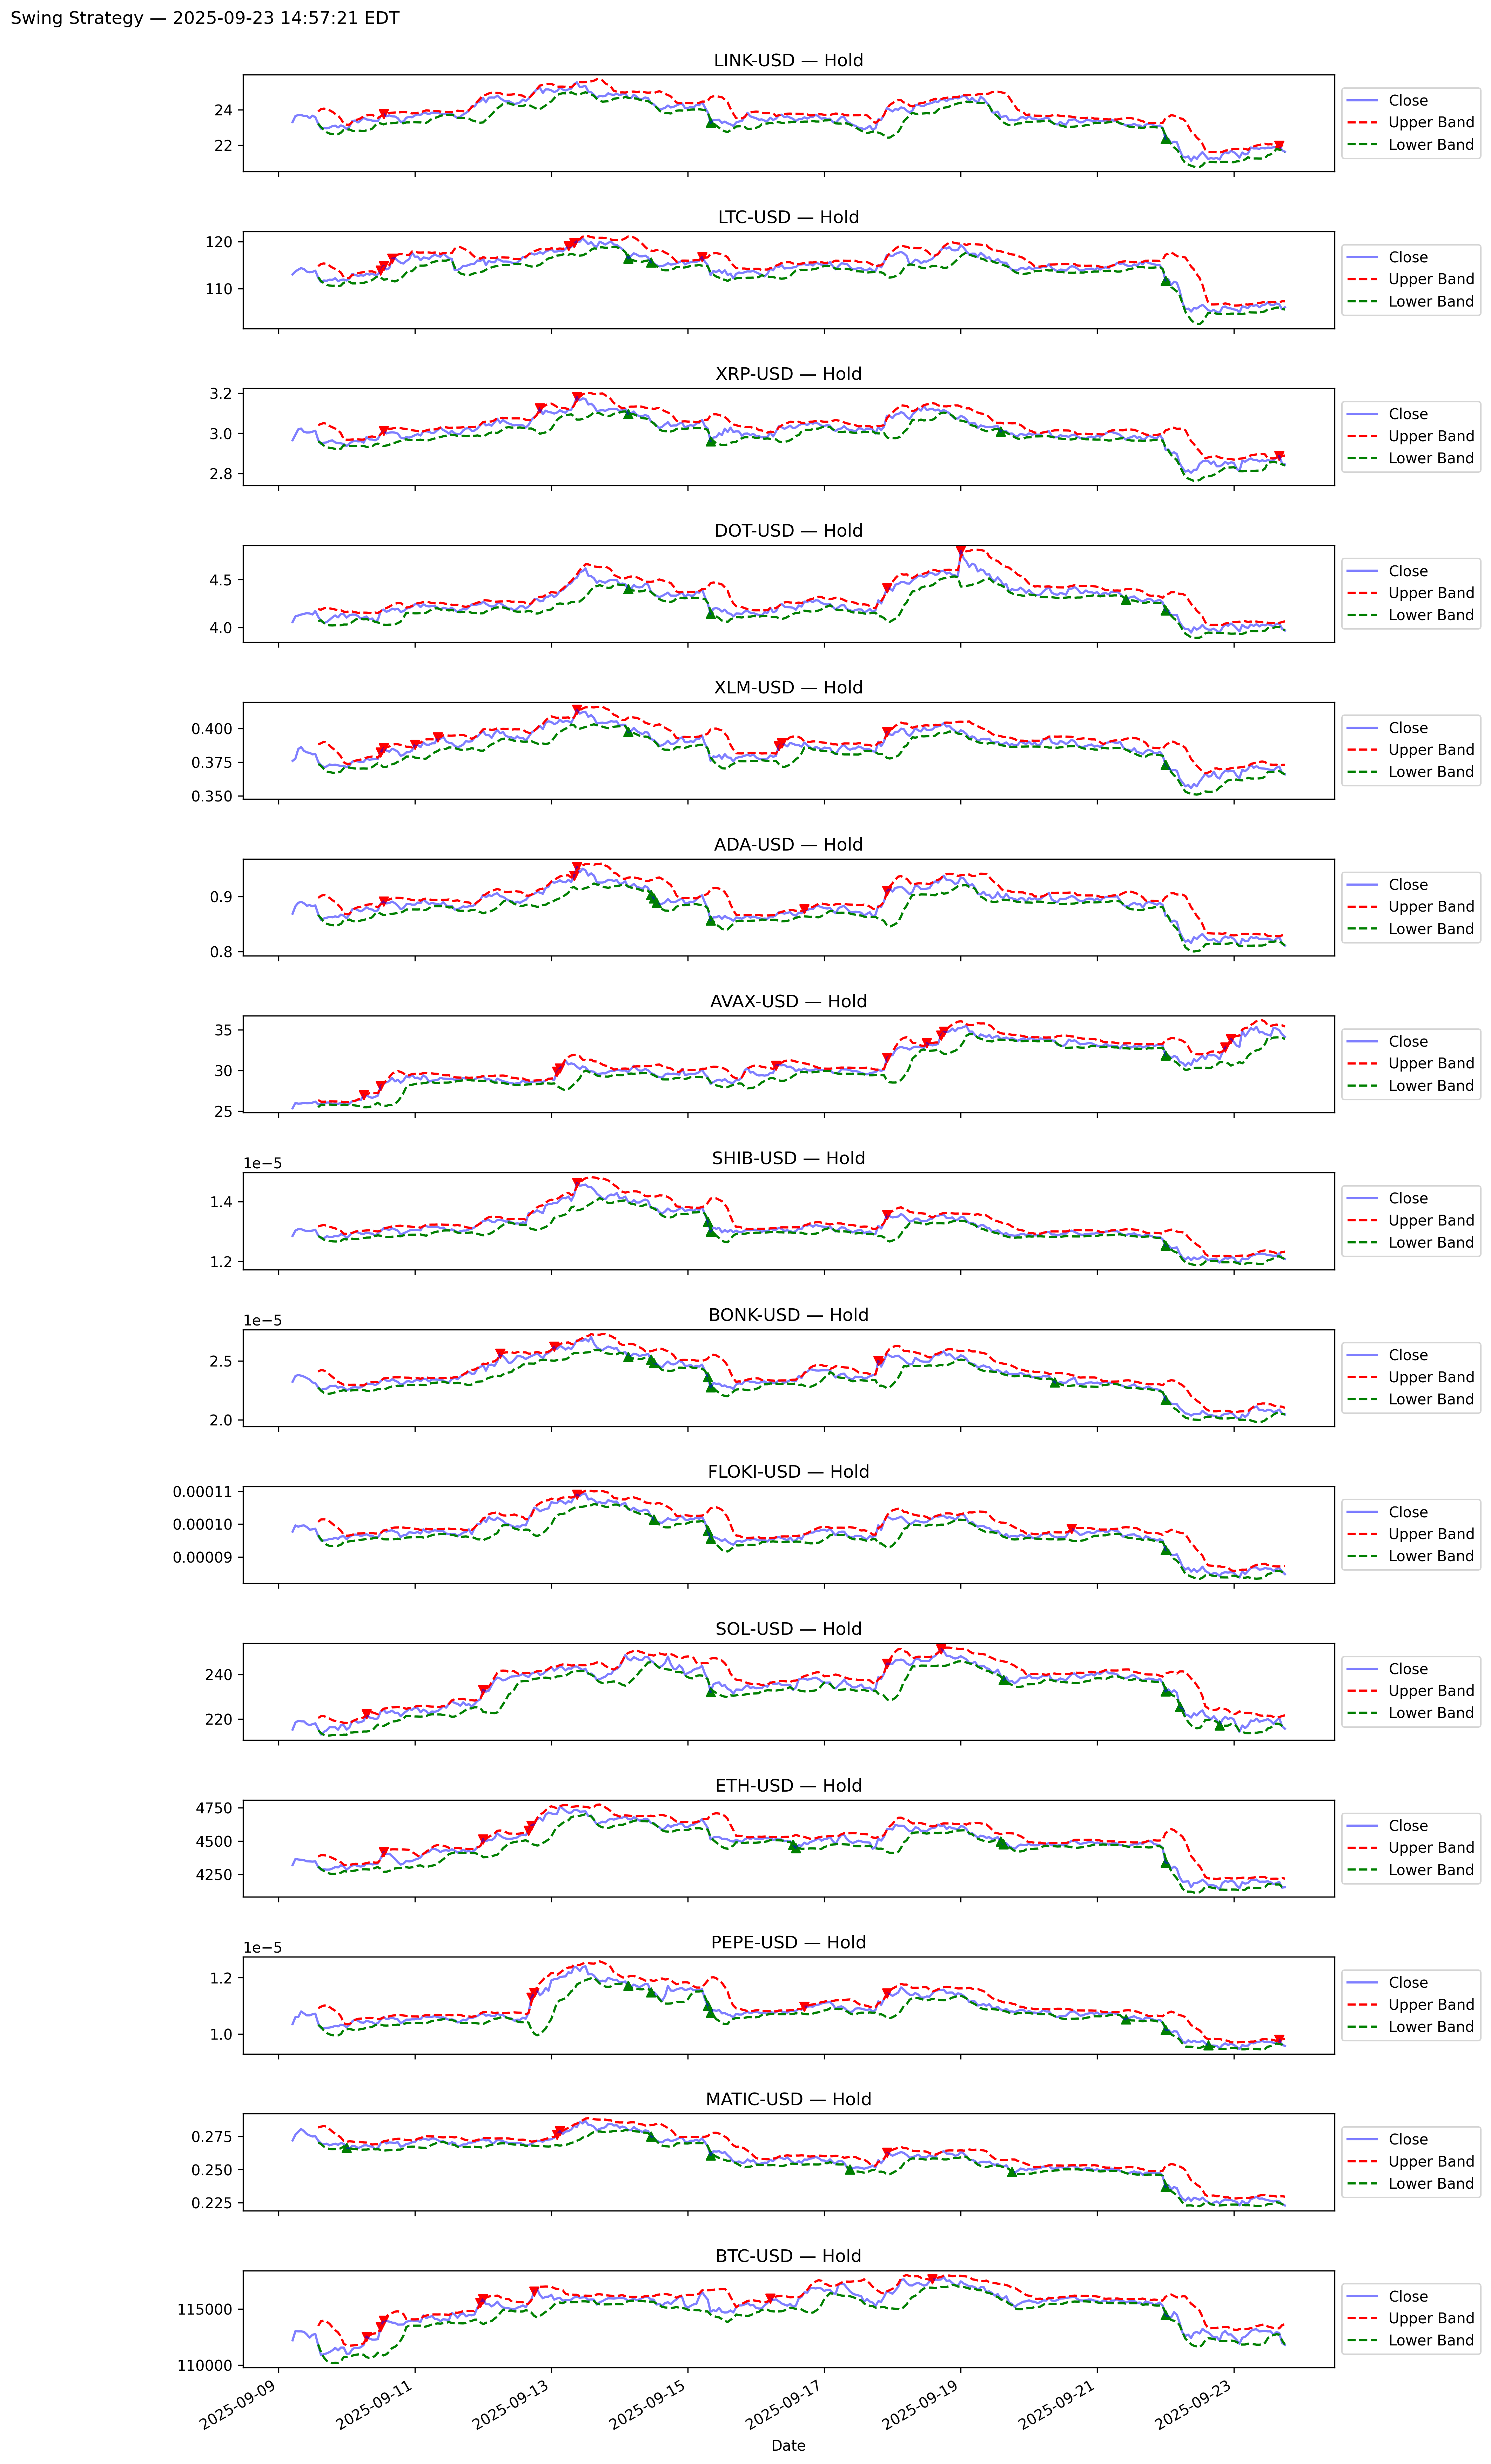 Swing Strategy — 2025-09-23 14:57:21 EDT
LINK-USD — Hold
24
22
Close
Upper Band
Lower Band
LTC-USD — Hold
120
110
Close
Upper Band
Lower Band
XRP-USD — Hold
3.2
3.0
2.8
Close
Upper Band
Lower Band
DOT-USD — Hold
4.5
4.0
Close
Upper Band
Lower Band
XLM-USD — Hold
0.400
0.375
0.350
Close
Upper Band
Lower Band
ADA-USD — Hold
0.9
0.8
Close
Upper Band
Lower Band
AVAX-USD — Hold
35
30
25
Close
Upper Band
Lower Band
SHIB-USD — Hold
1e−5
1.4
1.2
Close
Upper Band
Lower Band
BONK-USD — Hold
1e−5
2.5
2.0
Close
Upper Band
Lower Band
FLOKI-USD — Hold
0.00011
0.00010
0.00009
Close
Upper Band
Lower Band
SOL-USD — Hold
240
220
Close
Upper Band
Lower Band
ETH-USD — Hold
4750
4500
4250
Close
Upper Band
Lower Band
PEPE-USD — Hold
1e−5
1.2
1.0
Close
Upper Band
Lower Band
MATIC-USD — Hold
0.275
0.250
0.225
Close
Upper Band
Lower Band
BTC-USD — Hold
115000
110000
Close
Upper Band
Lower Band
2025-09-09
2025-09-11
2025-09-13
2025-09-15
2025-09-17
2025-09-19
2025-09-21
2025-09-23
Date